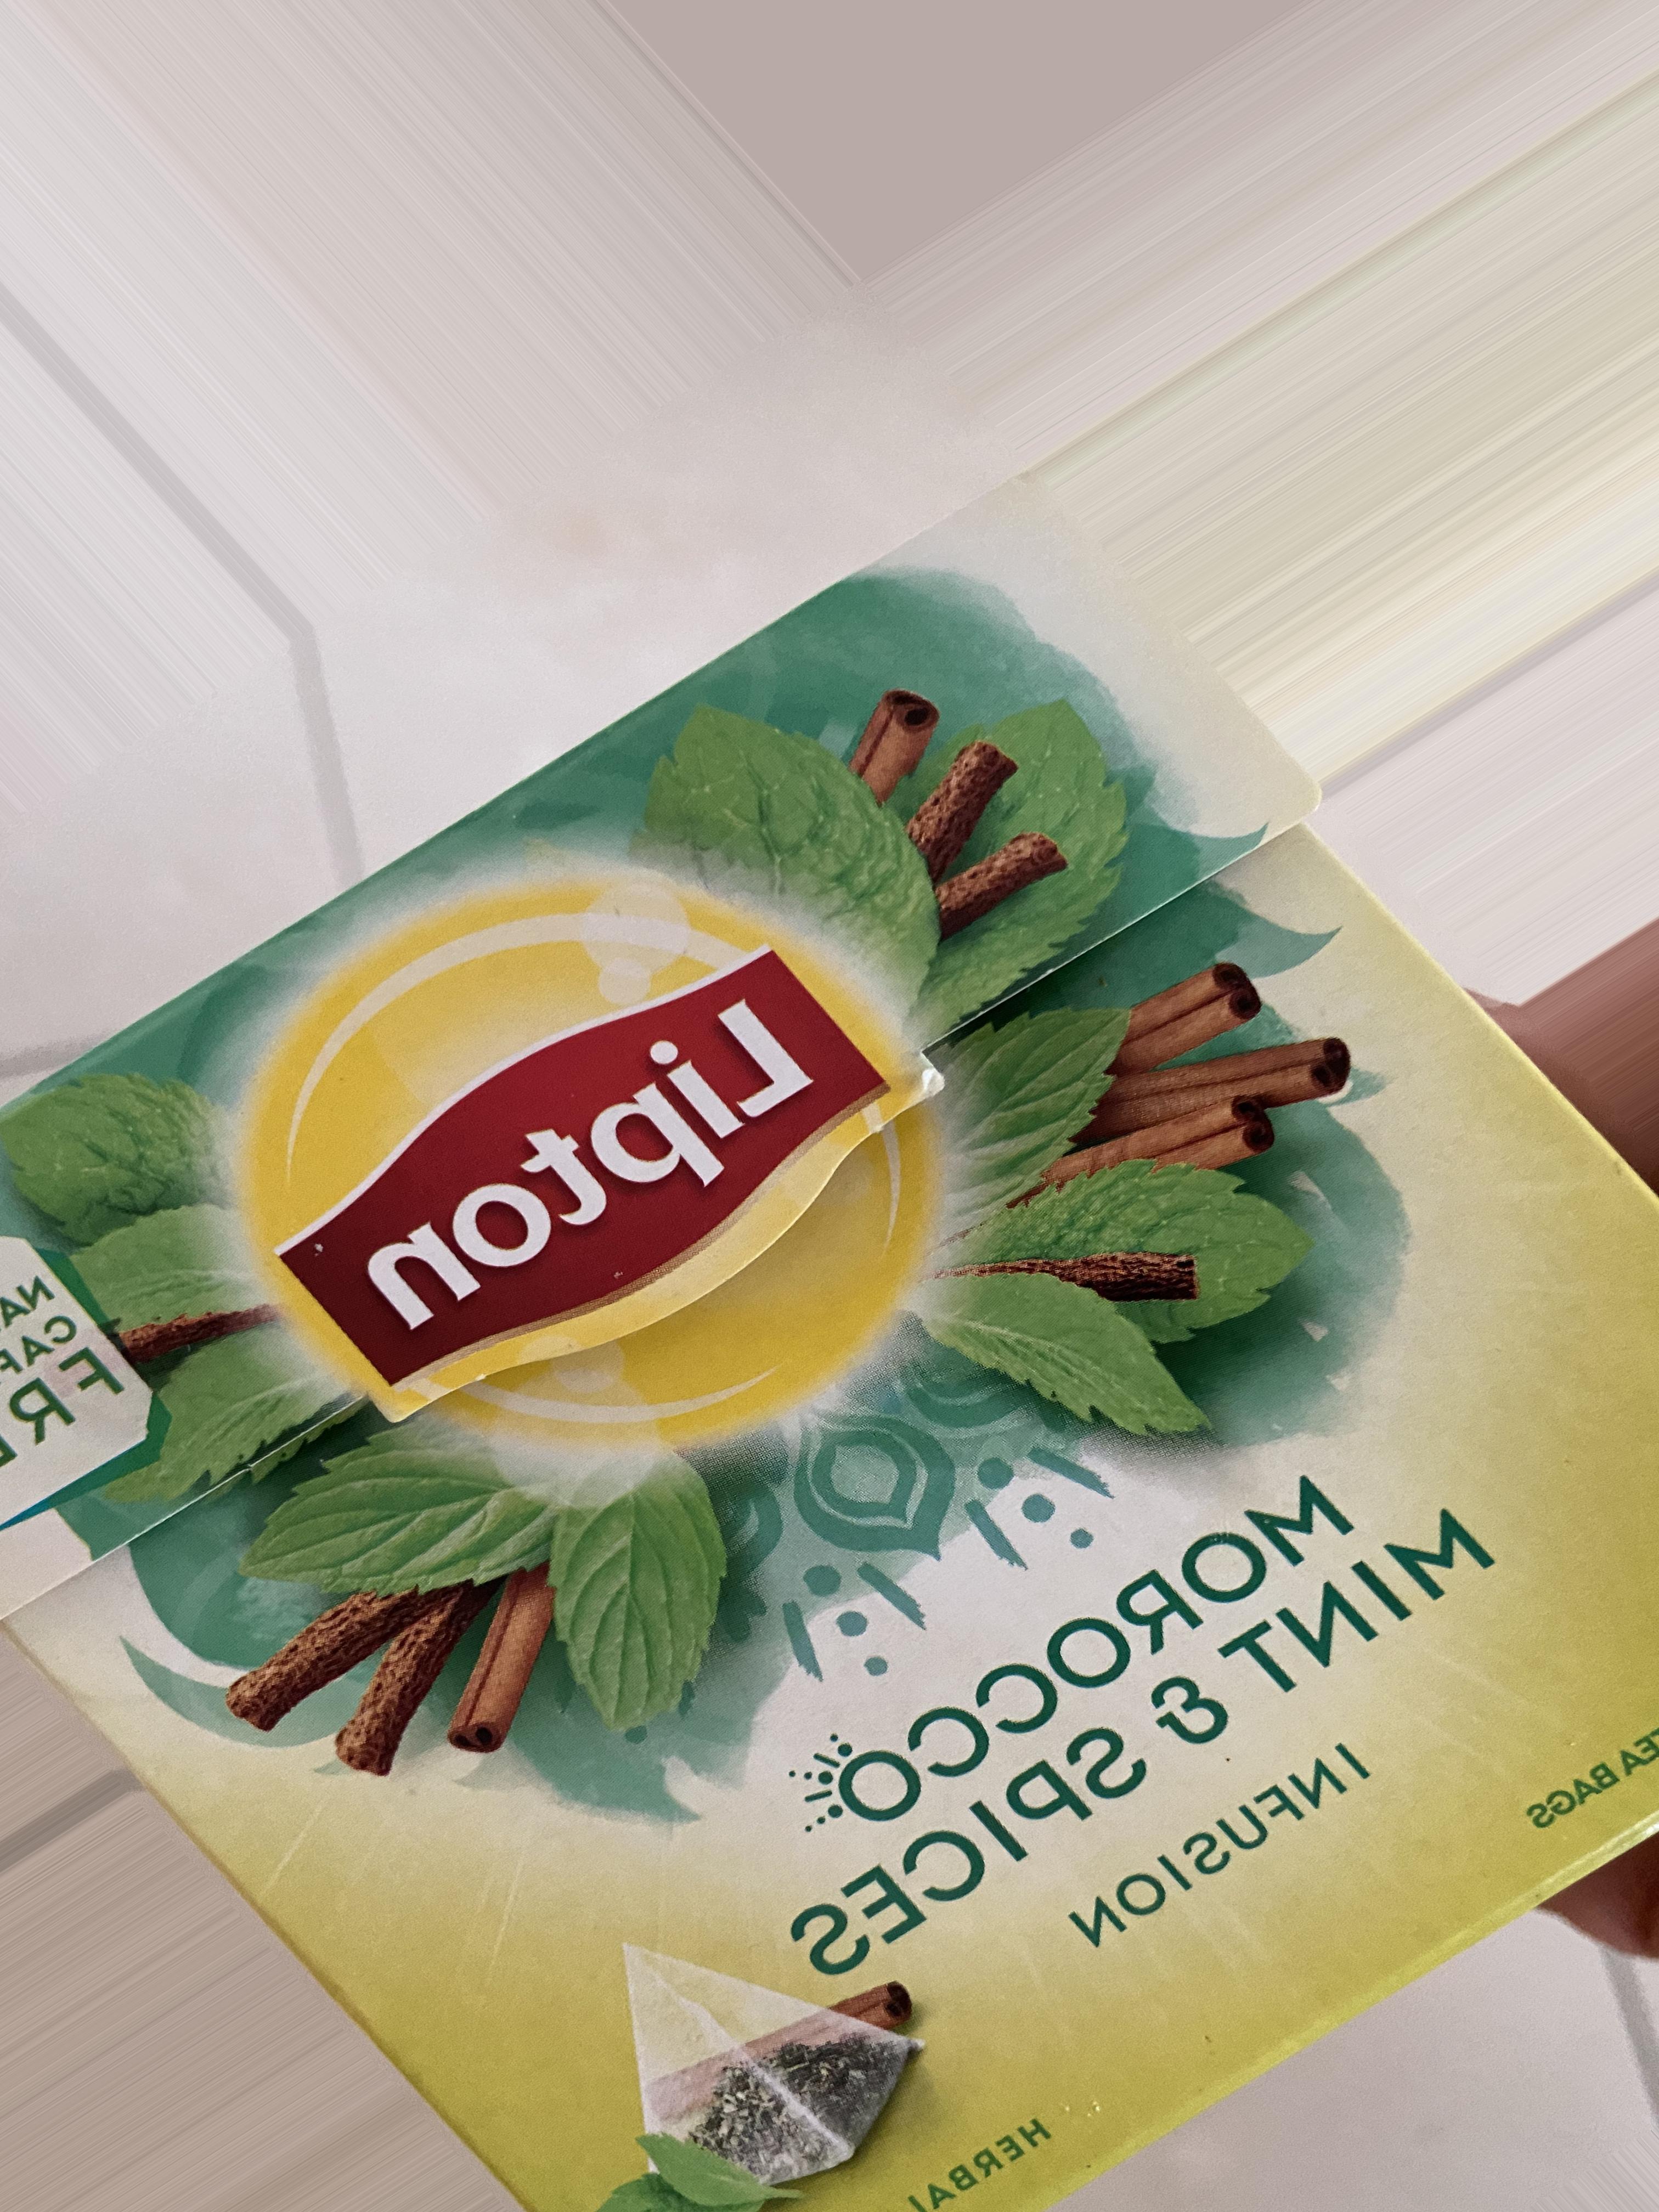 Lipton
MOROCCO
MINT & SPICES
INFUSION
TEA BAGS
HERBAL